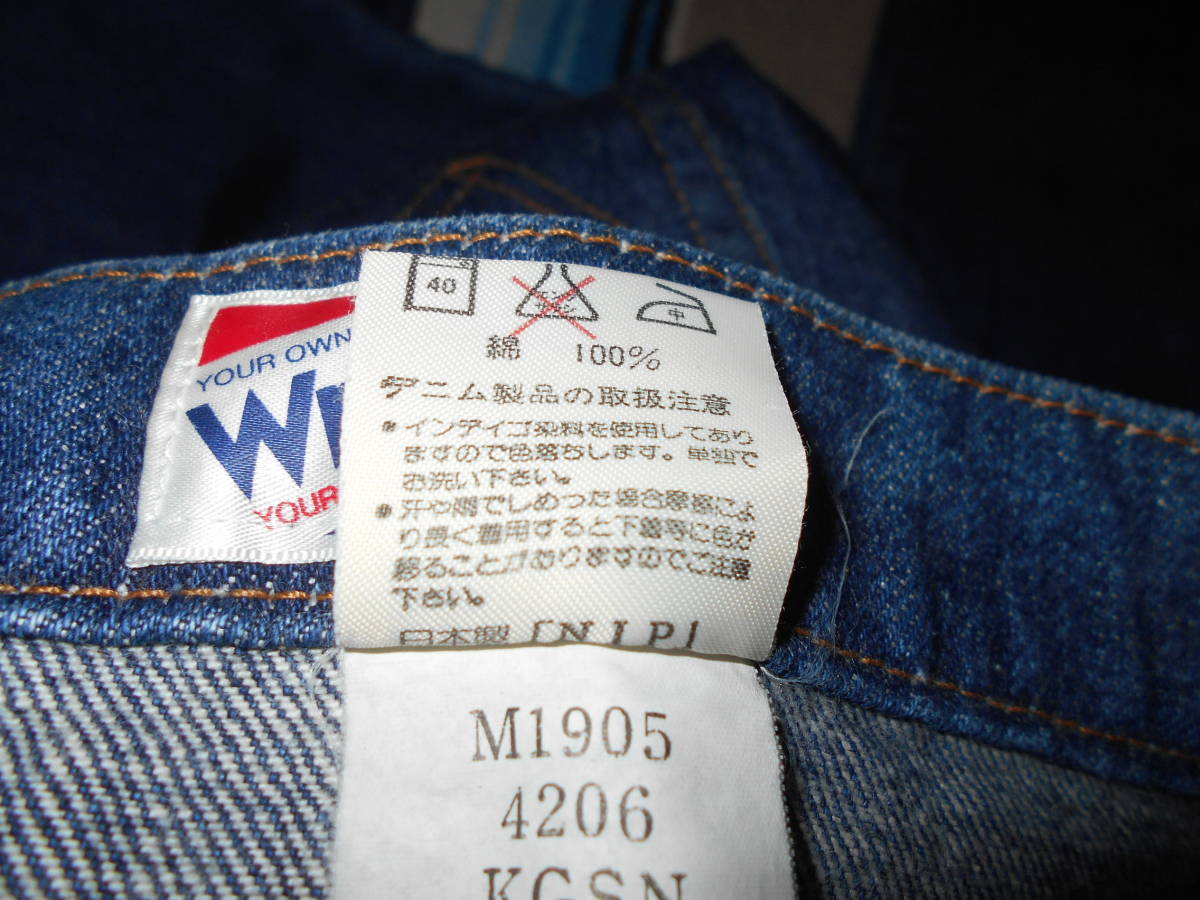 YOUR OWN
Wr
YOUR
40
中
綿 100%
デニム製品の取扱注意
●インディゴ染料を使用してあり
ますので色落ちします。単独で
お洗い下さい。
●汗や雨でしめった場合摩擦によ
り長く着用すると下着等に色が
移ることがありますのでご注意
下さい。
日本製 [NJP]
M1905
4206
KGSN